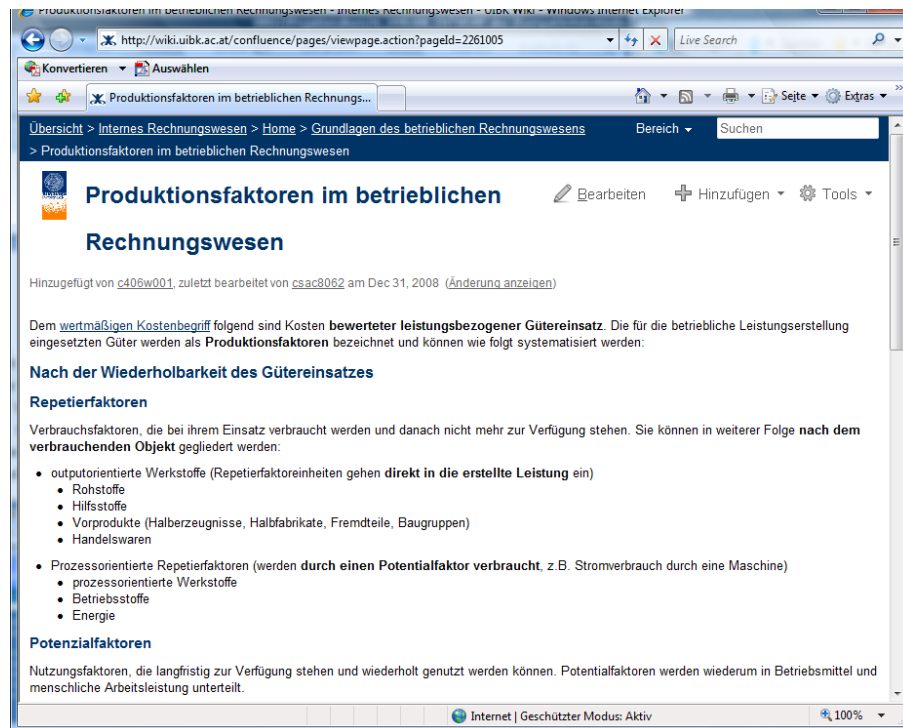 Produktionsfaktoren im betrieblichen Rechnungswesen - Internes Rechnungswesen - UIBK Wiki - Windows Internet Explorer
http://wiki.uibk.ac.at/confluence/pages/viewpage.action?pageId=2261005
Live Search
Konvertieren Auswählen
Produktionsfaktoren im betrieblichen Rechnungs...
Seite Extras
Übersicht > Internes Rechnungswesen > Home > Grundlagen des betrieblichen Rechnungswesens Bereich Suchen
> Produktionsfaktoren im betrieblichen Rechnungswesen
Produktionsfaktoren im betrieblichen
Rechnungswesen
Bearbeiten Hinzufügen Tools
Hinzugefügt von c406w001, zuletzt bearbeitet von csac8062 am Dec 31, 2008 (Änderung anzeigen)
Dem wertmäßigen Kostenbegriff folgend sind Kosten bewerteter leistungsbezogener Gütereinsatz. Die für die betriebliche Leistungserstellung
eingesetzten Güter werden als Produktionsfaktoren bezeichnet und können wie folgt systematisiert werden:
Nach der Wiederholbarkeit des Gütereinsatzes
Repetierfaktoren
Verbrauchsfaktoren, die bei ihrem Einsatz verbraucht werden und danach nicht mehr zur Verfügung stehen. Sie können in weiterer Folge nach dem
verbrauchenden Objekt gegliedert werden:
• outputorientierte Werkstoffe (Repetierfaktoreinheiten gehen direkt in die erstellte Leistung ein)
• Rohstoffe
• Hilfsstoffe
• Vorprodukte (Halberzeugnisse, Halbfabrikate, Fremdteile, Baugruppen)
• Handelswaren
• Prozessorientierte Repetierfaktoren (werden durch einen Potentialfaktor verbraucht, z.B. Stromverbrauch durch eine Maschine)
• prozessorientierte Werkstoffe
• Betriebsstoffe
• Energie
Potenzialfaktoren
Nutzungsfaktoren, die langfristig zur Verfügung stehen und wiederholt genutzt werden können. Potentialfaktoren werden wiederum in Betriebsmittel und
menschliche Arbeitsleistung unterteilt.
Internet | Geschützter Modus: Aktiv 100%